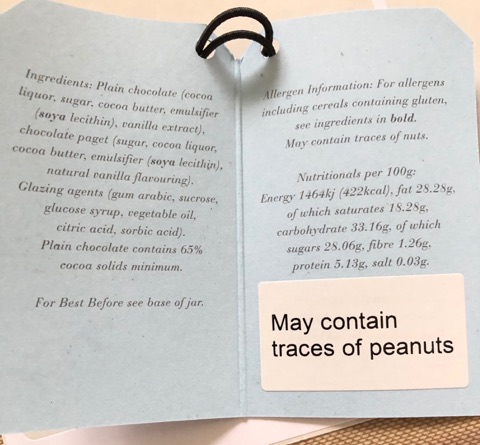 Ingredients: Plain chocolate (cocoa
liquor, sugar, cocoa butter, emulsifier
(soya lecithin), vanilla extract),
chocolate paget (sugar, cocoa liquor,
cocoa butter, emulsifier (soya lecithin),
natural vanilla flavouring).
Glazing agents (gum arabic, sucrose,
glucose syrup, vegetable oil,
citric acid, sorbic acid).
Plain chocolate contains 65%
cocoa solids minimum.
For Best Before see base of jar.
Allergen Information: For allergens
including cereals containing gluten,
see ingredients in bold.
May contain traces of nuts.
Nutritionals per 100g:
Energy 1464kj (422kcal), fat 28.28g,
of which saturates 18.28g,
carbohydrate 33.16g, of which
sugars 28.06g, fibre 1.26g,
protein 5.13g, salt 0.03g.
May contain
traces of peanuts